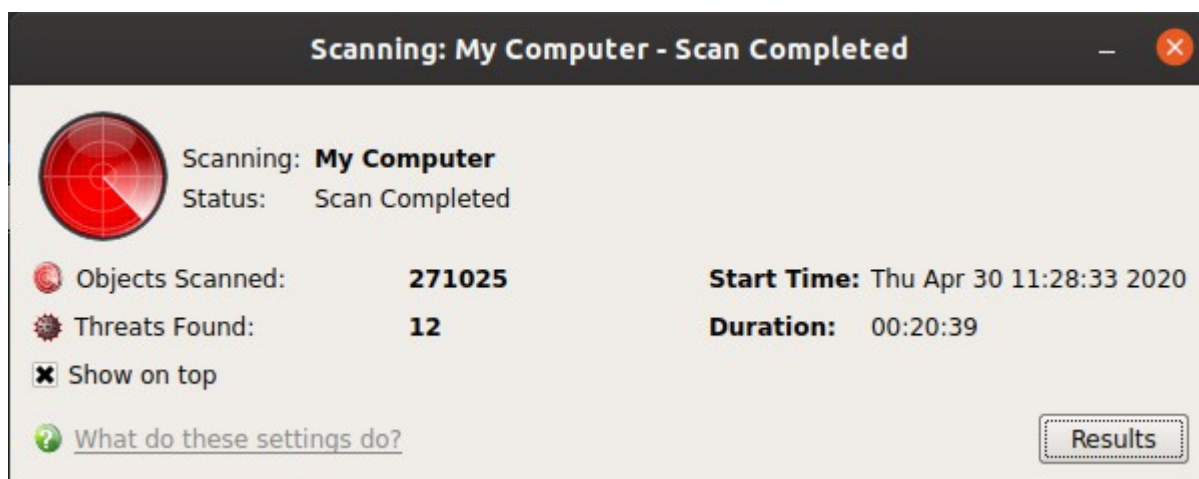 Scanning: My Computer - Scan Completed
Scanning: My Computer
Status: Scan Completed
Objects Scanned: 271025 Start Time: Thu Apr 30 11:28:33 2020
Threats Found: 12 Duration: 00:20:39
Show on top
What do these settings do?
Results